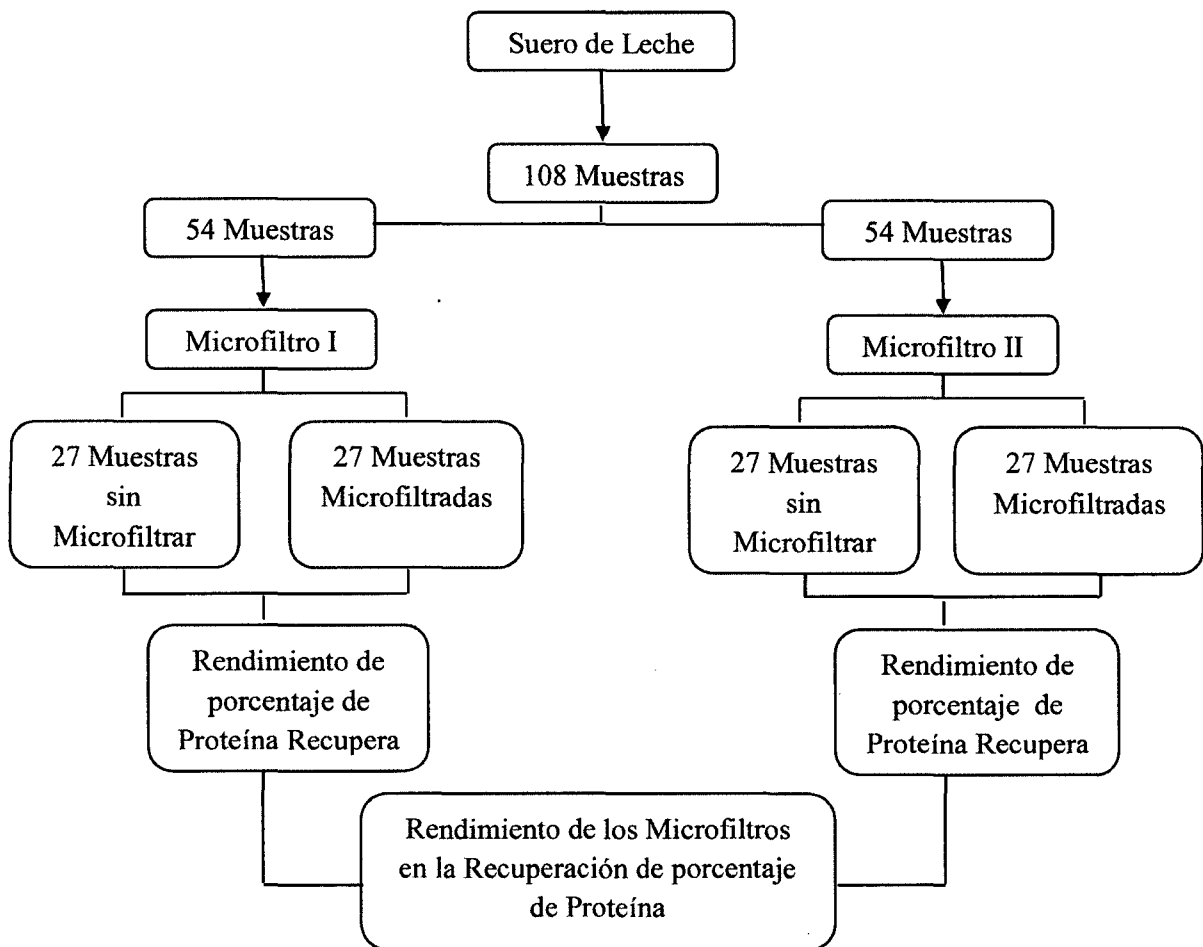 Suero de Leche
108 Muestras
54 Muestras
54 Muestras
Microfiltro I
Microfiltro II
27 Muestras
sin
Microfiltrar
27 Muestras
Microfiltradas
27 Muestras
sin
Microfiltrar
27 Muestras
Microfiltradas
Rendimiento de
porcentaje de
Proteína Recupera
Rendimiento de
porcentaje de
Proteína Recupera
Rendimiento de los Microfiltros
en la Recuperación de porcentaje
de Proteína